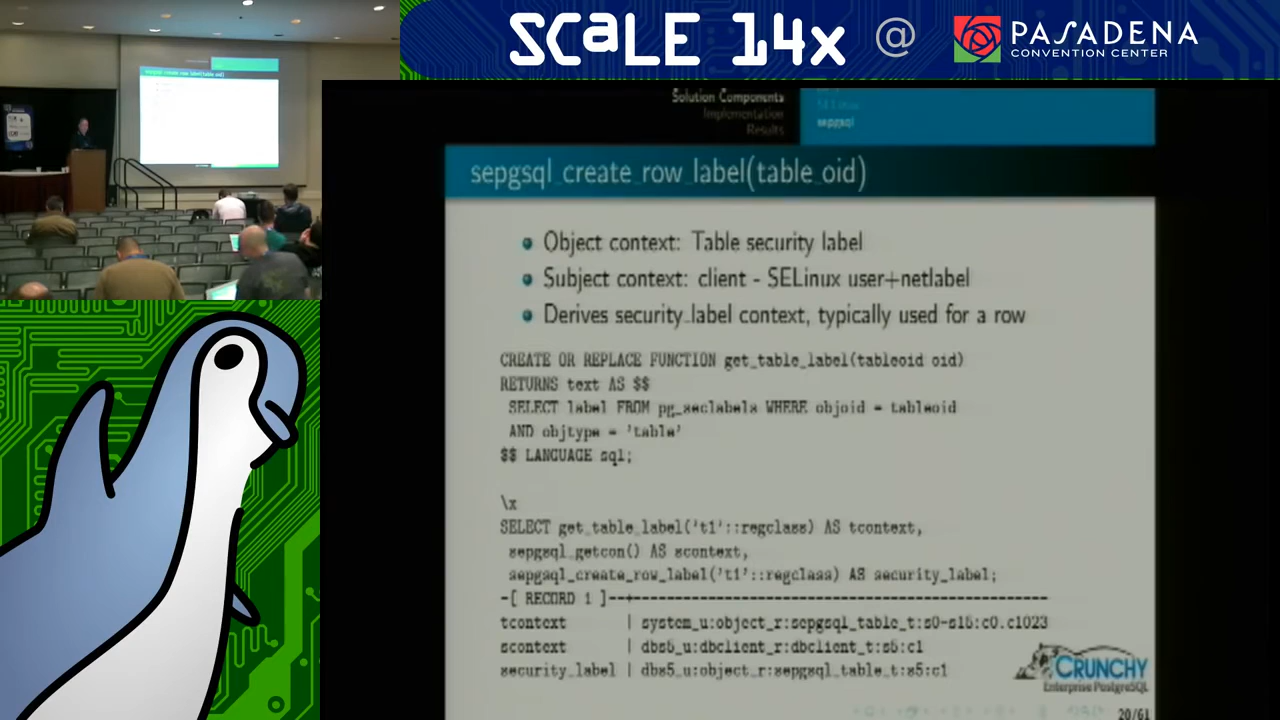 SCALE 14x @ PASADENA
CONVENTION CENTER
Solution Components
Implementation
Results
SELinux
sepgsql
sepgsql_create_row_label(table_oid)
Object context: Table security label
Subject context: client - SELinux user+netlabel
Derives security_label context, typically used for a row
CREATE OR REPLACE FUNCTION get_table_label(tableoid oid)
RETURNS text AS $$
SELECT label FROM pg_seclabels WHERE objoid = tableoid
AND objtype = 'table'
$$ LANGUAGE sql;
\x
SELECT get_table_label('t1'::regclass) AS tcontext,
sepgsql_getcon() AS scontext,
sepgsql_create_row_label('t1'::regclass) AS security_label;
-[ RECORD 1 ]--+------------------------------------------------
tcontext | system_u:object_r:sepgsql_table_t:s0-s15:c0.c1023
scontext | dbs5_u:dbclient_r:dbclient_t:s5:c1
security_label | dbs5_u:object_r:sepgsql_table_t:s5:c1
CRUNCHY
Enterprise PostgreSQL
20/61